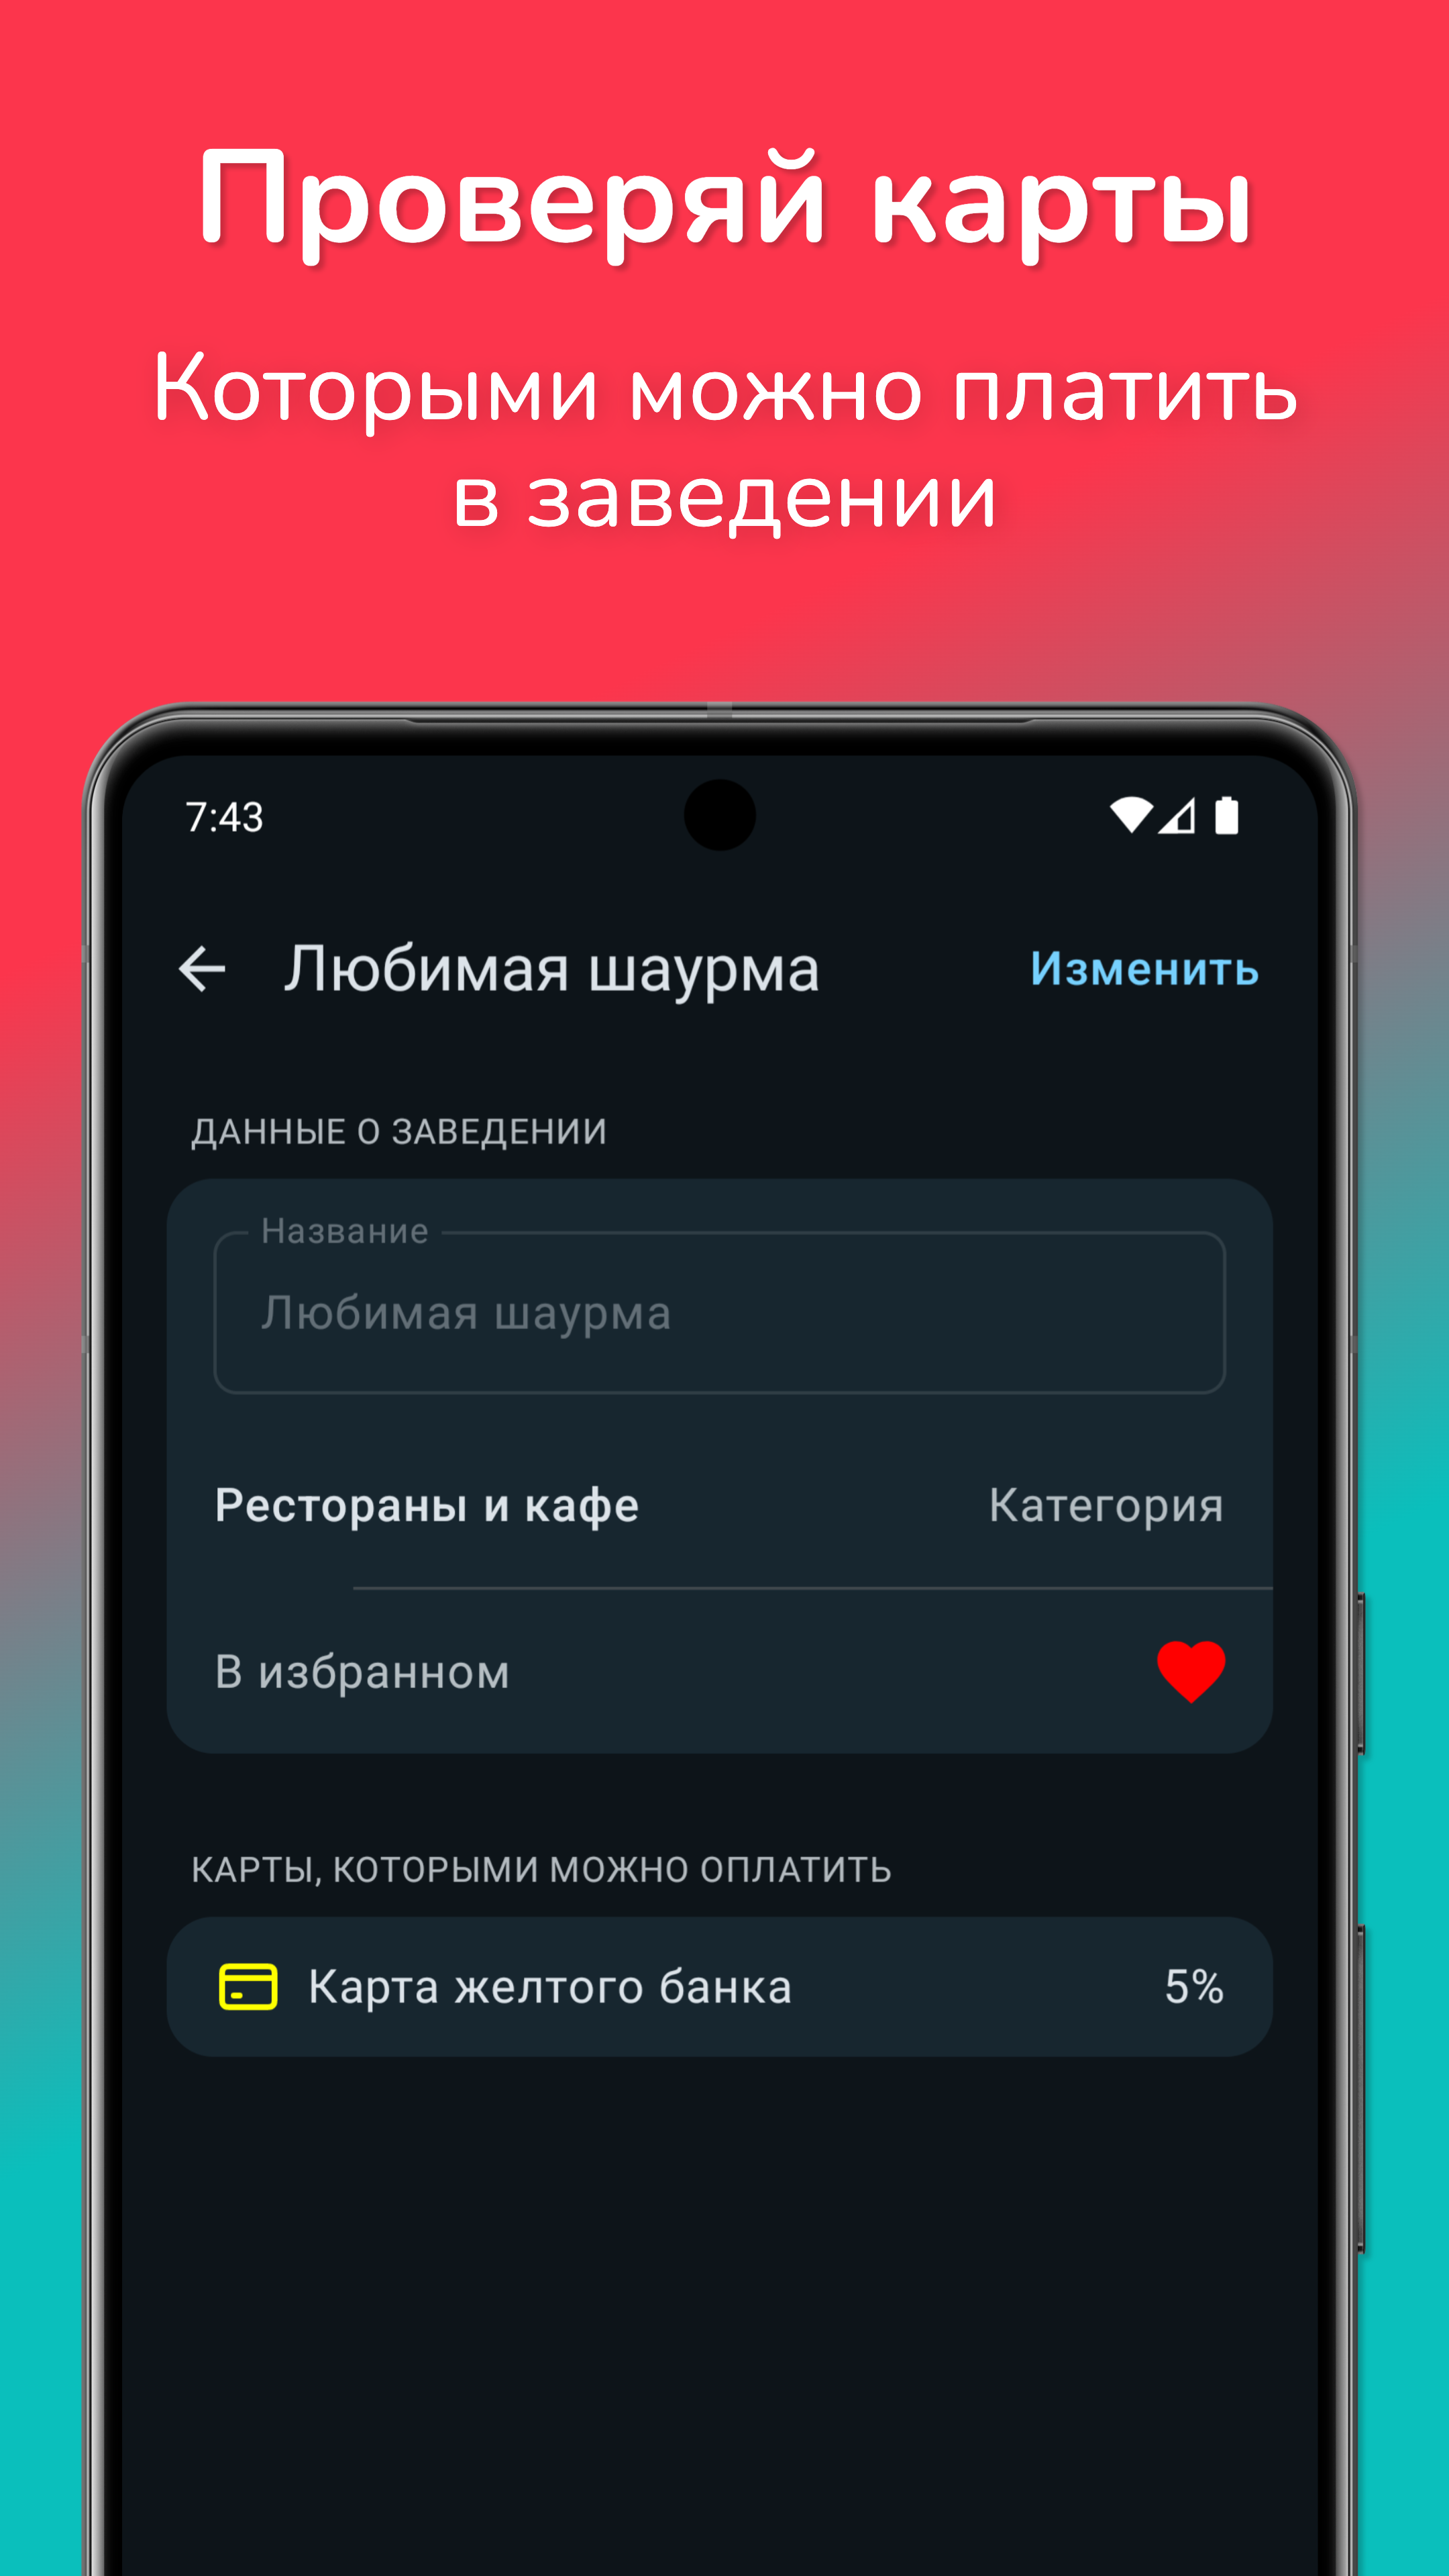 Проверяй карты
Которыми можно платить
в заведении
7:43
Любимая шаурма
Изменить
ДАННЫЕ О ЗАВЕДЕНИИ
Название
Любимая шаурма
Рестораны и кафе
Категория
В избранном
КАРТЫ, КОТОРЫМИ МОЖНО ОПЛАТИТЬ
Карта желтого банка
5%